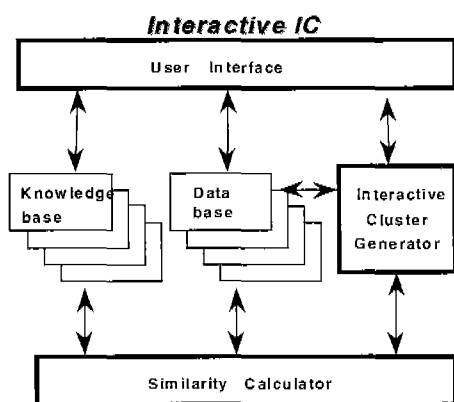 Interactive IC
User Interface
Knowledge
base
Data
base
Interactive
Cluster
Generator
Similarity Calculator